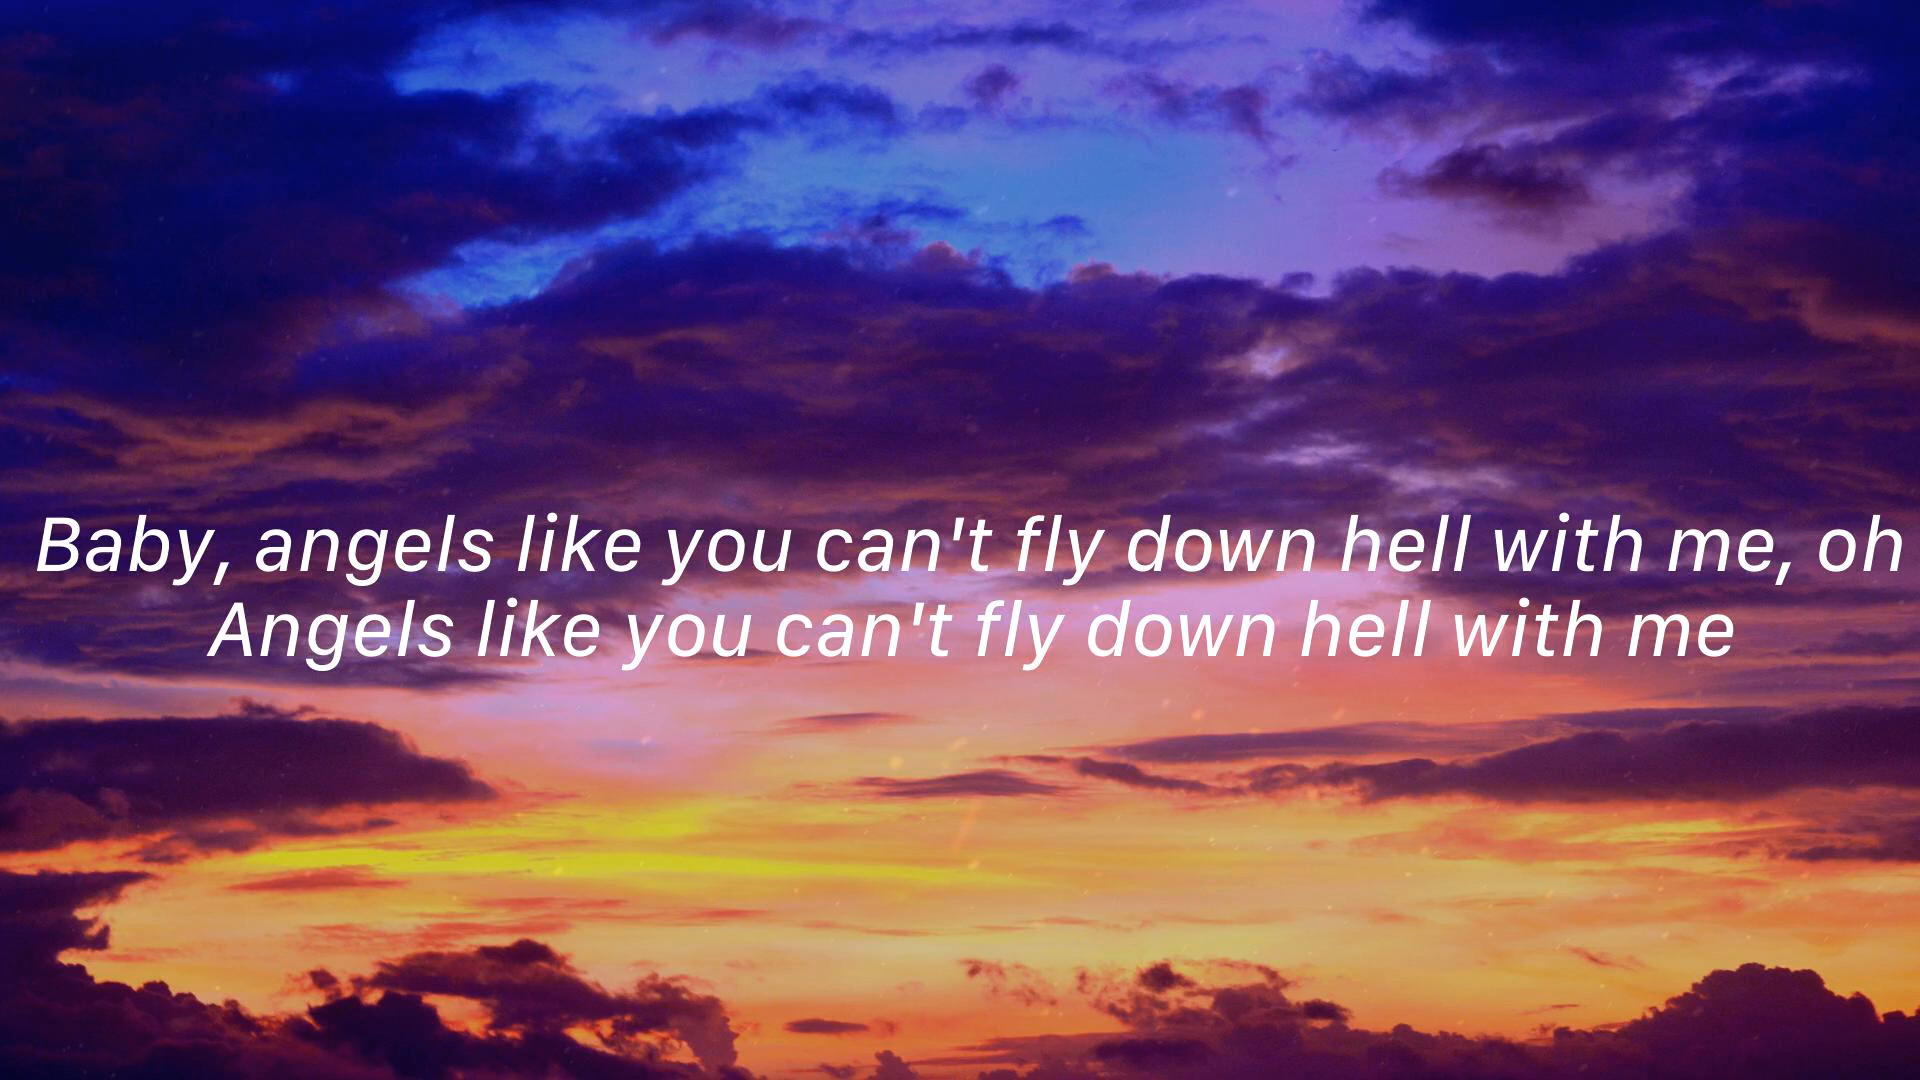 Baby, angels like you can't fly down hell with me, oh
Angels like you can't fly down hell with me